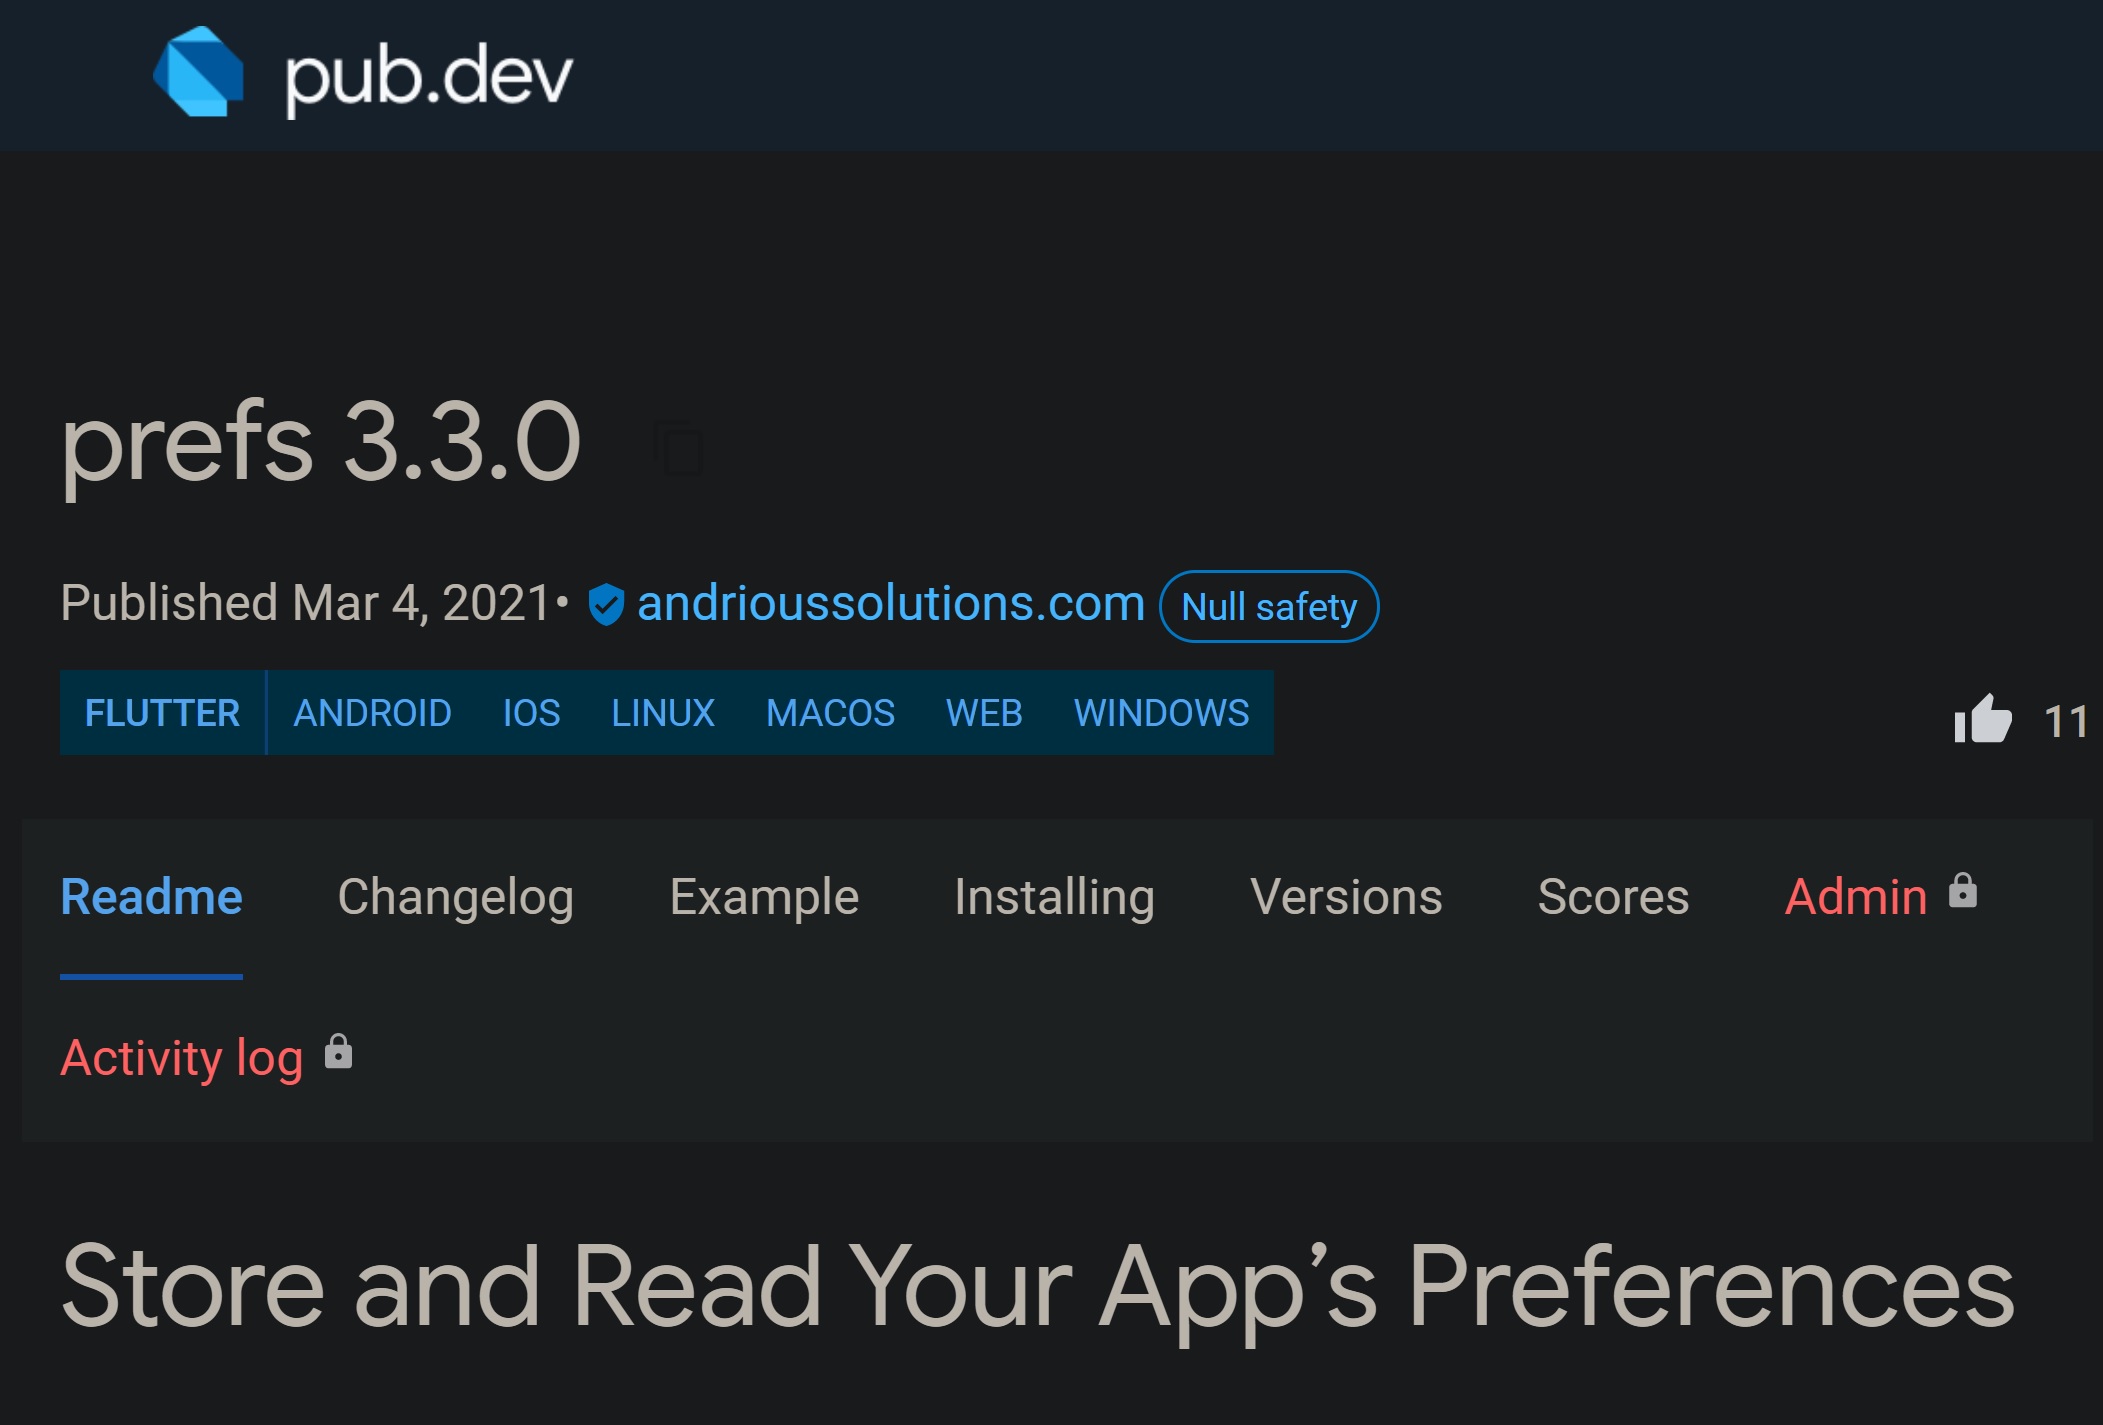 pub.dev
prefs 3.3.0
Published Mar 4, 2021• andrioussolutions.com Null safety
FLUTTER ANDROID IOS LINUX MACOS WEB WINDOWS
11
Readme Changelog Example Installing Versions Scores Admin
Activity log
Store and Read Your App’s Preferences